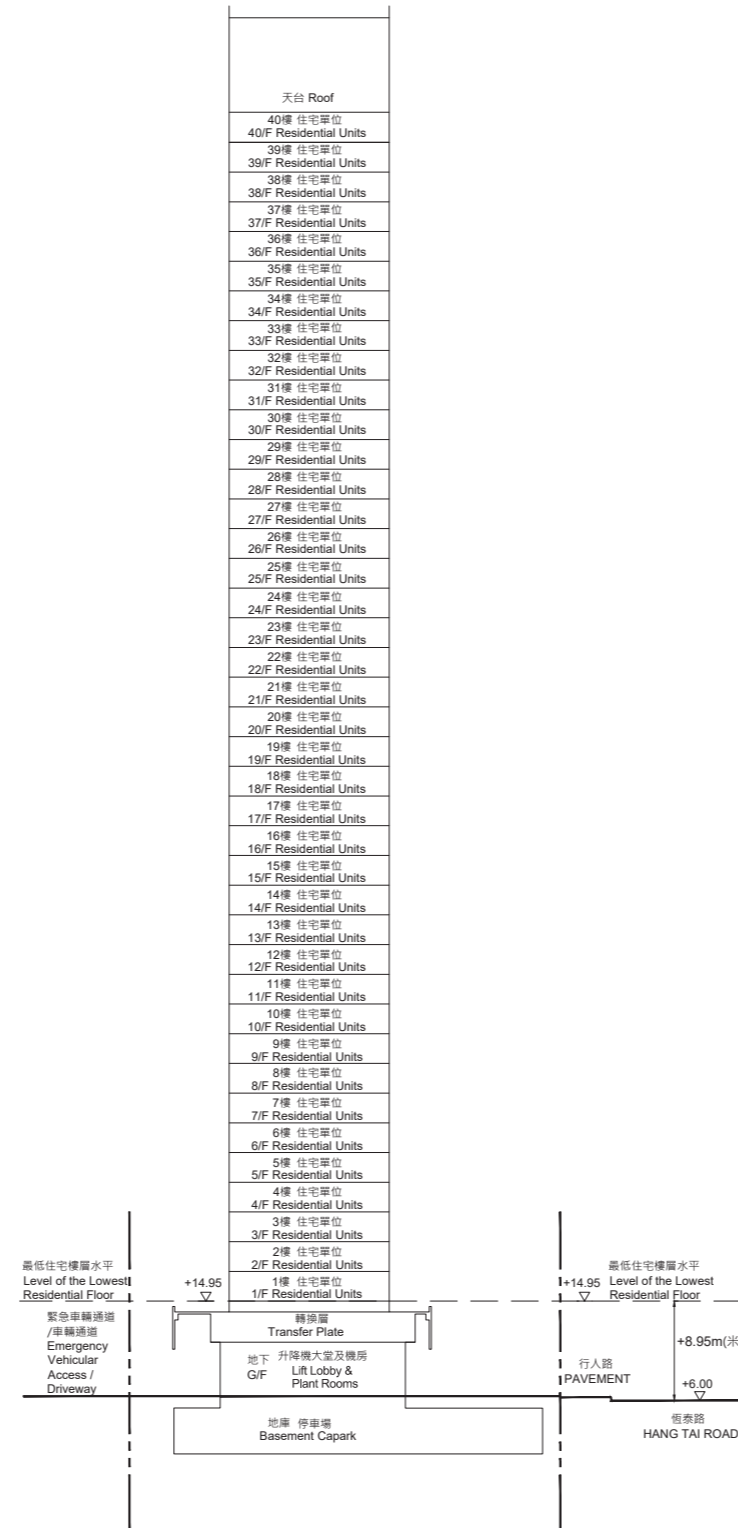 天台 Roof
40樓 住宅單位
40/F Residential Units
39樓 住宅單位
39/F Residential Units
38樓 住宅單位
38/F Residential Units
37樓 住宅單位
37/F Residential Units
36樓 住宅單位
36/F Residential Units
35樓 住宅單位
35/F Residential Units
34樓 住宅單位
34/F Residential Units
33樓 住宅單位
33/F Residential Units
32樓 住宅單位
32/F Residential Units
31樓 住宅單位
31/F Residential Units
30樓 住宅單位
30/F Residential Units
29樓 住宅單位
29/F Residential Units
28樓 住宅單位
28/F Residential Units
27樓 住宅單位
27/F Residential Units
26樓 住宅單位
26/F Residential Units
25樓 住宅單位
25/F Residential Units
24樓 住宅單位
24/F Residential Units
23樓 住宅單位
23/F Residential Units
22樓 住宅單位
22/F Residential Units
21樓 住宅單位
21/F Residential Units
20樓 住宅單位
20/F Residential Units
19樓 住宅單位
19/F Residential Units
18樓 住宅單位
18/F Residential Units
17樓 住宅單位
17/F Residential Units
16樓 住宅單位
16/F Residential Units
15樓 住宅單位
15/F Residential Units
14樓 住宅單位
14/F Residential Units
13樓 住宅單位
13/F Residential Units
12樓 住宅單位
12/F Residential Units
11樓 住宅單位
11/F Residential Units
10樓 住宅單位
10/F Residential Units
9樓 住宅單位
9/F Residential Units
8樓 住宅單位
8/F Residential Units
7樓 住宅單位
7/F Residential Units
6樓 住宅單位
6/F Residential Units
5樓 住宅單位
5/F Residential Units
4樓 住宅單位
4/F Residential Units
3樓 住宅單位
3/F Residential Units
2樓 住宅單位
2/F Residential Units
1樓 住宅單位
1/F Residential Units
最低住宅樓層水平
Level of the Lowest
Residential Floor
+14.95
+14.95
最低住宅樓層水平
Level of the Lowest
Residential Floor
緊急車輛通道
/車輛通道
Emergency
Vehicular
Access /
Driveway
轉換層
Transfer Plate
地下
G/F
升降機大堂及機房
Lift Lobby &
Plant Rooms
+8.95m(米
行人路
PAVEMENT
+6.00
恆泰路
HANG TAI ROAD
地庫 停車場
Basement Capark